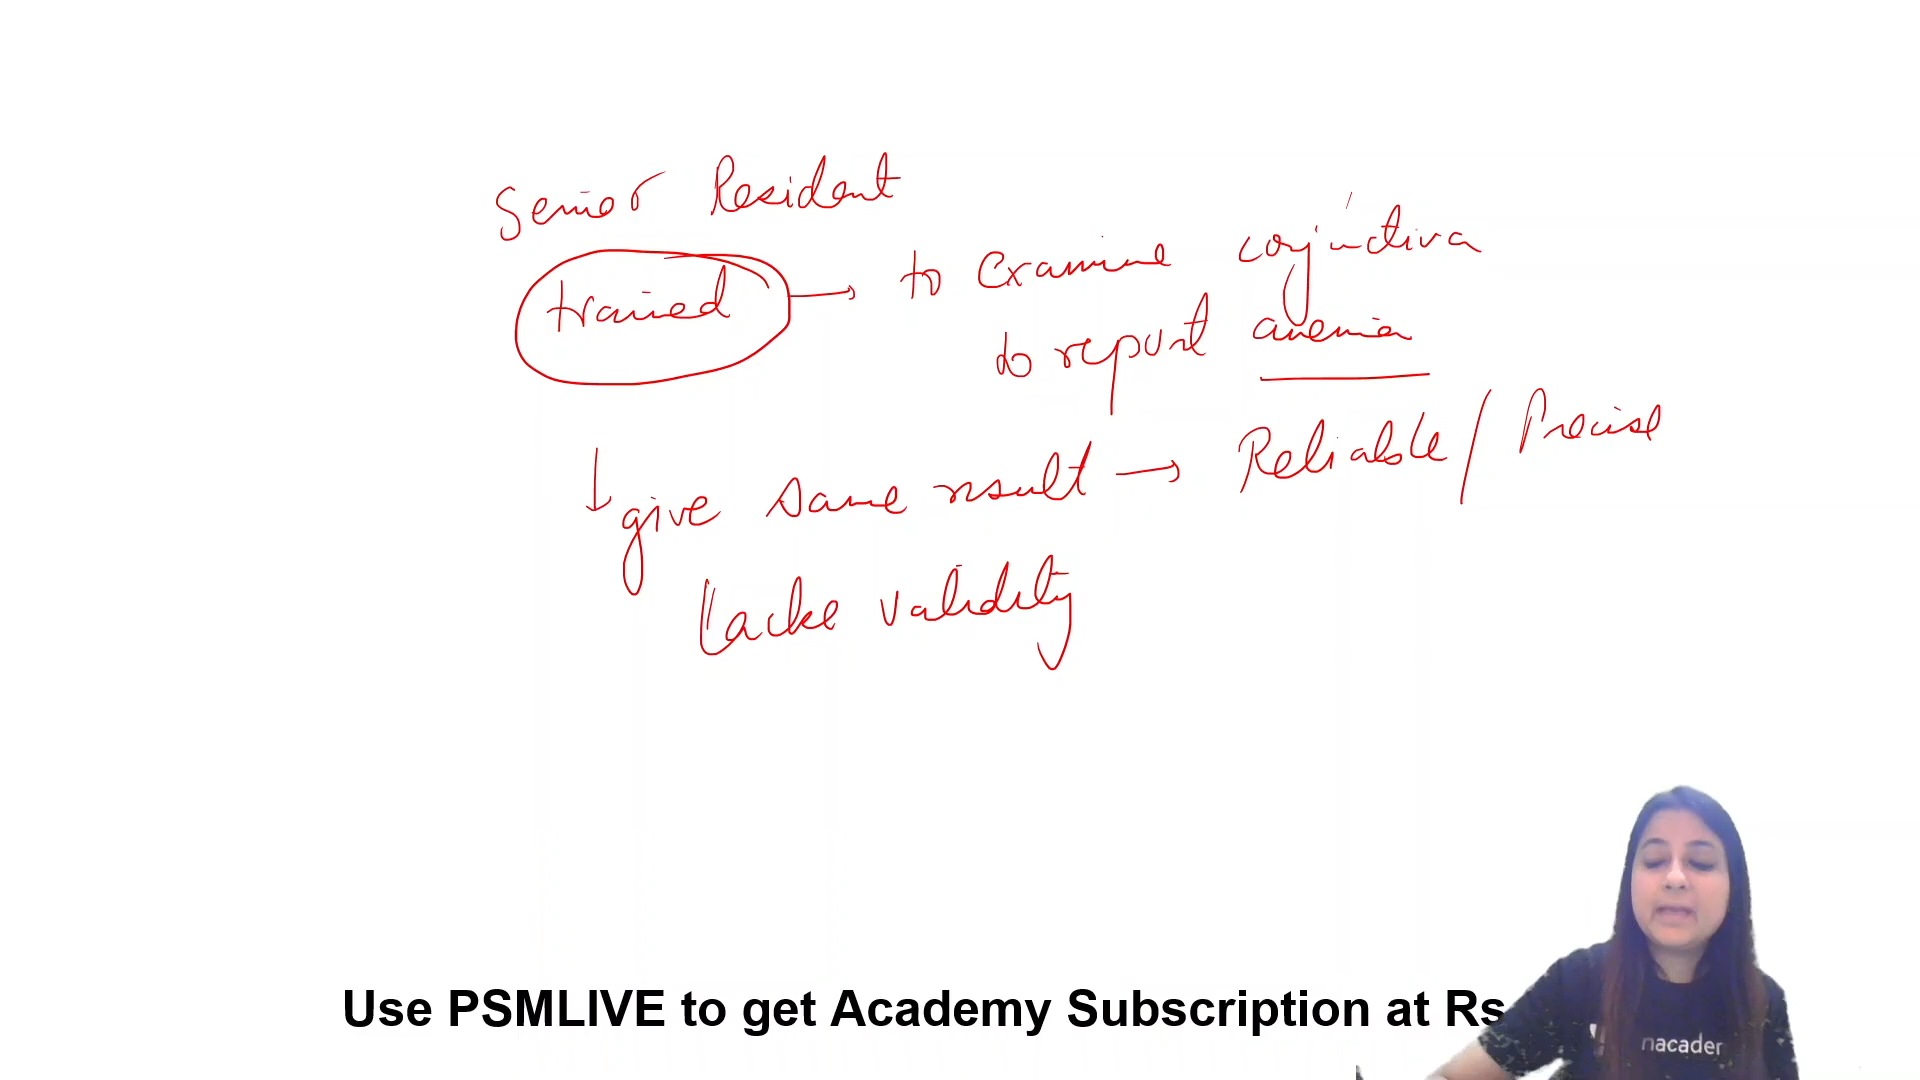 Senior Resident
trained → to examine conjunctiva
to report anemia
↓ give same result → Reliable / Precise
Lacks validity
Use PSMLIVE to get Academy Subscription at Rs
nacader